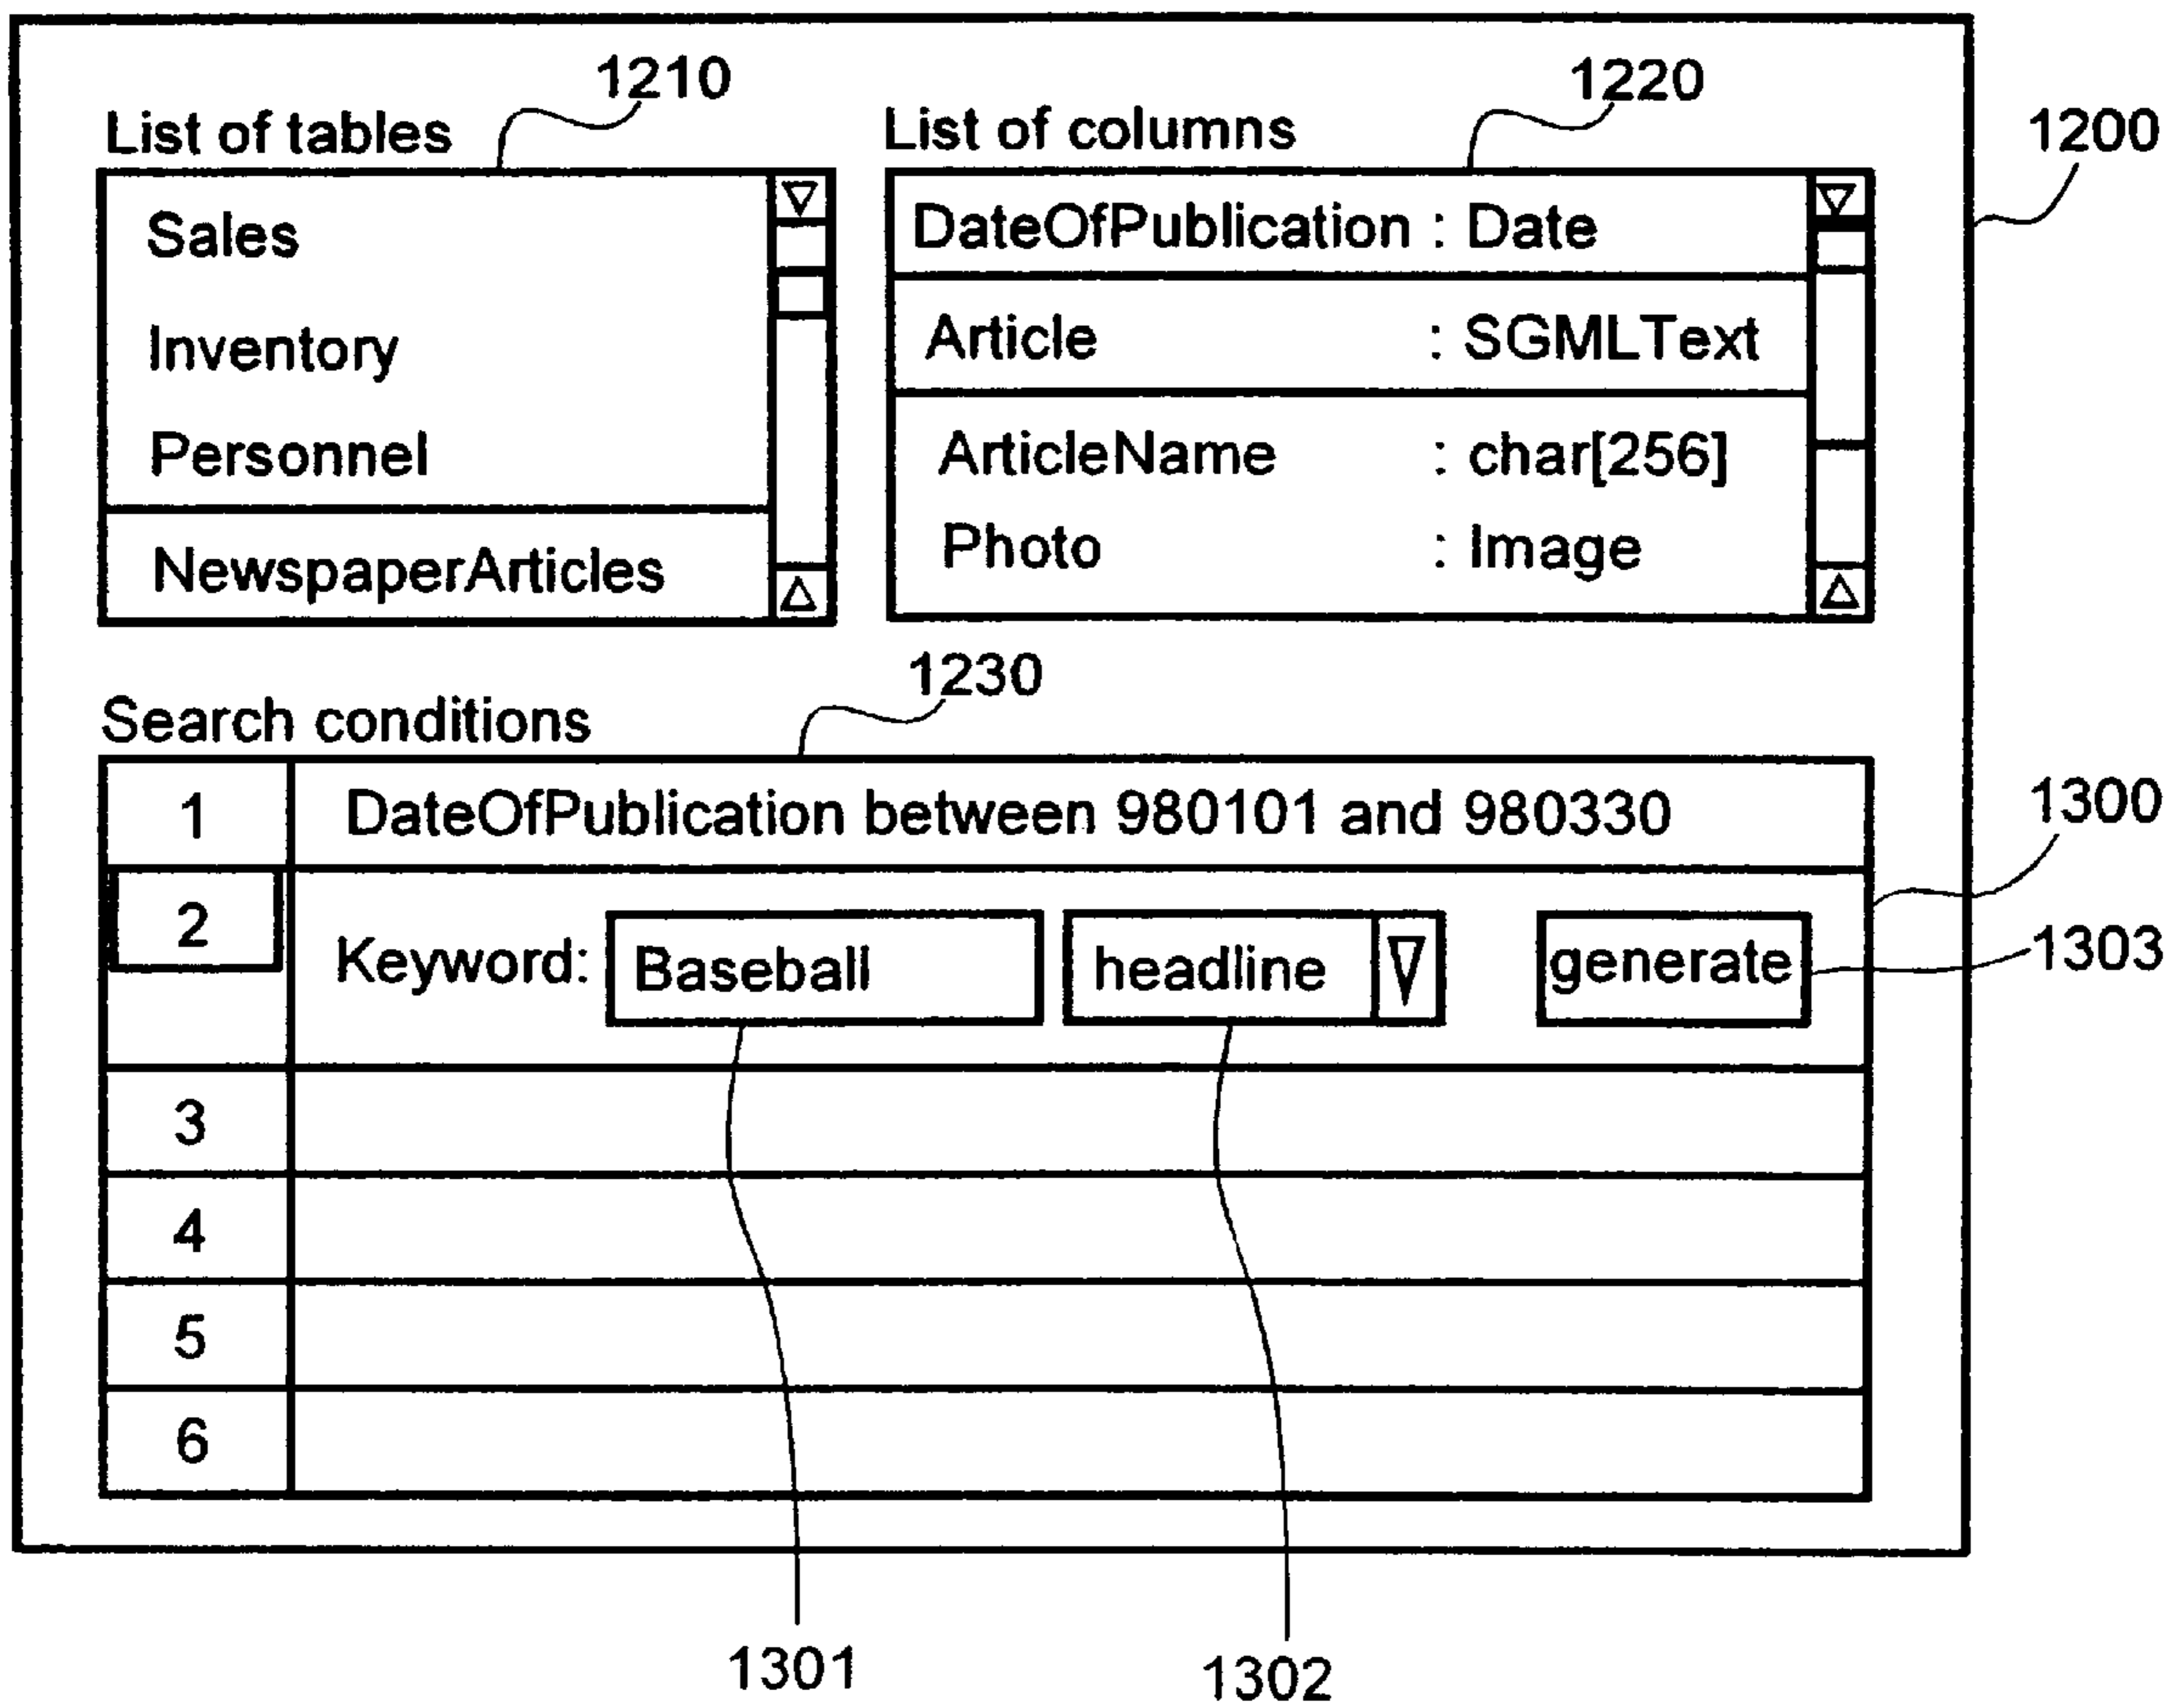 1210
1220
1200
List of tables
List of columns
Sales
Inventory
Personnel
NewspaperArticles
DateOfPublication : Date
Article : SGMLText
ArticleName : char[256]
Photo : Image
1230
Search conditions
1300
1 DateOfPublication between 980101 and 980330
2 Keyword: Baseball headline generate
1303
3
4
5
6
1301
1302